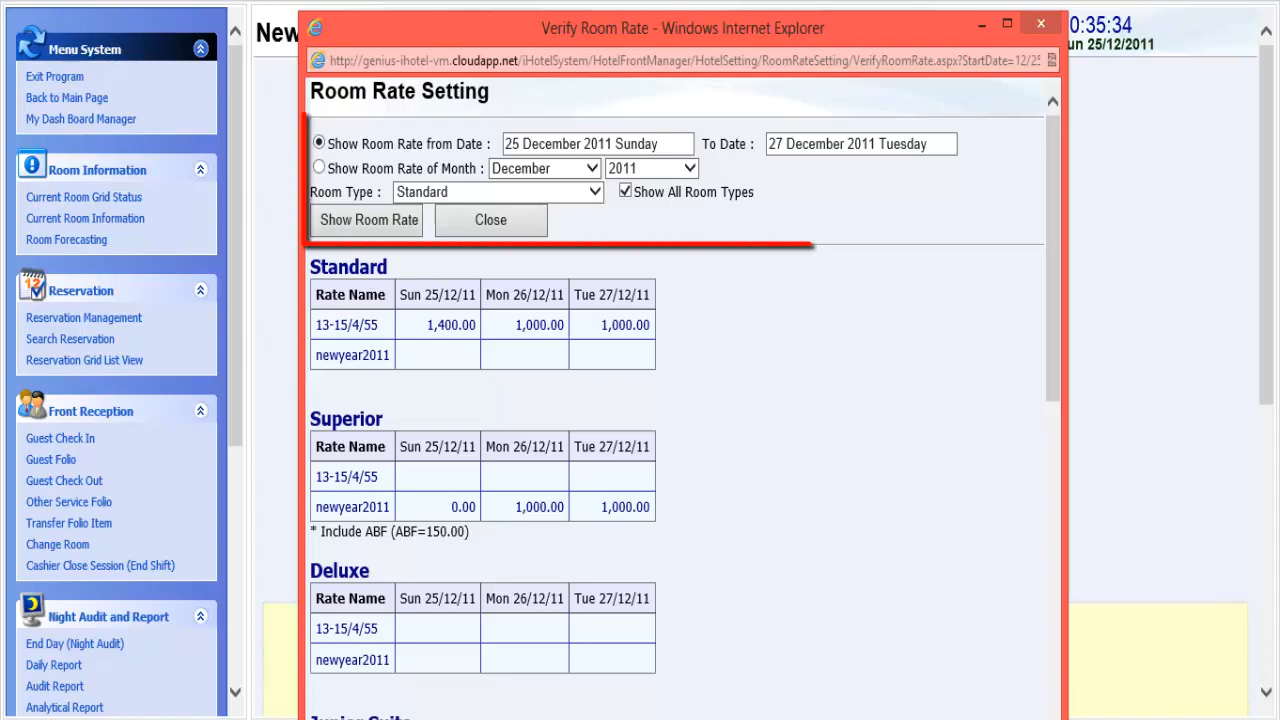 Menu System
Exit Program
Back to Main Page
My Dash Board Manager
Room Information
Current Room Grid Status
Current Room Information
Room Forecasting
12
Reservation
Reservation Management
Search Reservation
Reservation Grid List View
Front Reception
Guest Check In
Guest Folio
Guest Check Out
Other Service Folio
Transfer Folio Item
Change Room
Cashier Close Session (End Shift)
Night Audit and Report
End Day (Night Audit)
Daily Report
Audit Report
Analytical Report
New
0:35:34
un 25/12/2011
Verify Room Rate - Windows Internet Explorer
http://genius-ihotel-vm.cloudapp.net/iHotelSystem/HotelFrontManager/HotelSetting/RoomRateSetting/VerifyRoomRate.aspx?StartDate=12/25
Room Rate Setting
Show Room Rate from Date : 25 December 2011 Sunday To Date : 27 December 2011 Tuesday
Show Room Rate of Month : December 2011
Room Type : Standard Show All Room Types
Show Room Rate Close
Standard
Rate Name Sun 25/12/11 Mon 26/12/11 Tue 27/12/11
13-15/4/55 1,400.00 1,000.00 1,000.00
newyear2011
Superior
Rate Name Sun 25/12/11 Mon 26/12/11 Tue 27/12/11
13-15/4/55
newyear2011 0.00 1,000.00 1,000.00
* Include ABF (ABF=150.00)
Deluxe
Rate Name Sun 25/12/11 Mon 26/12/11 Tue 27/12/11
13-15/4/55
newyear2011
Junior Suite